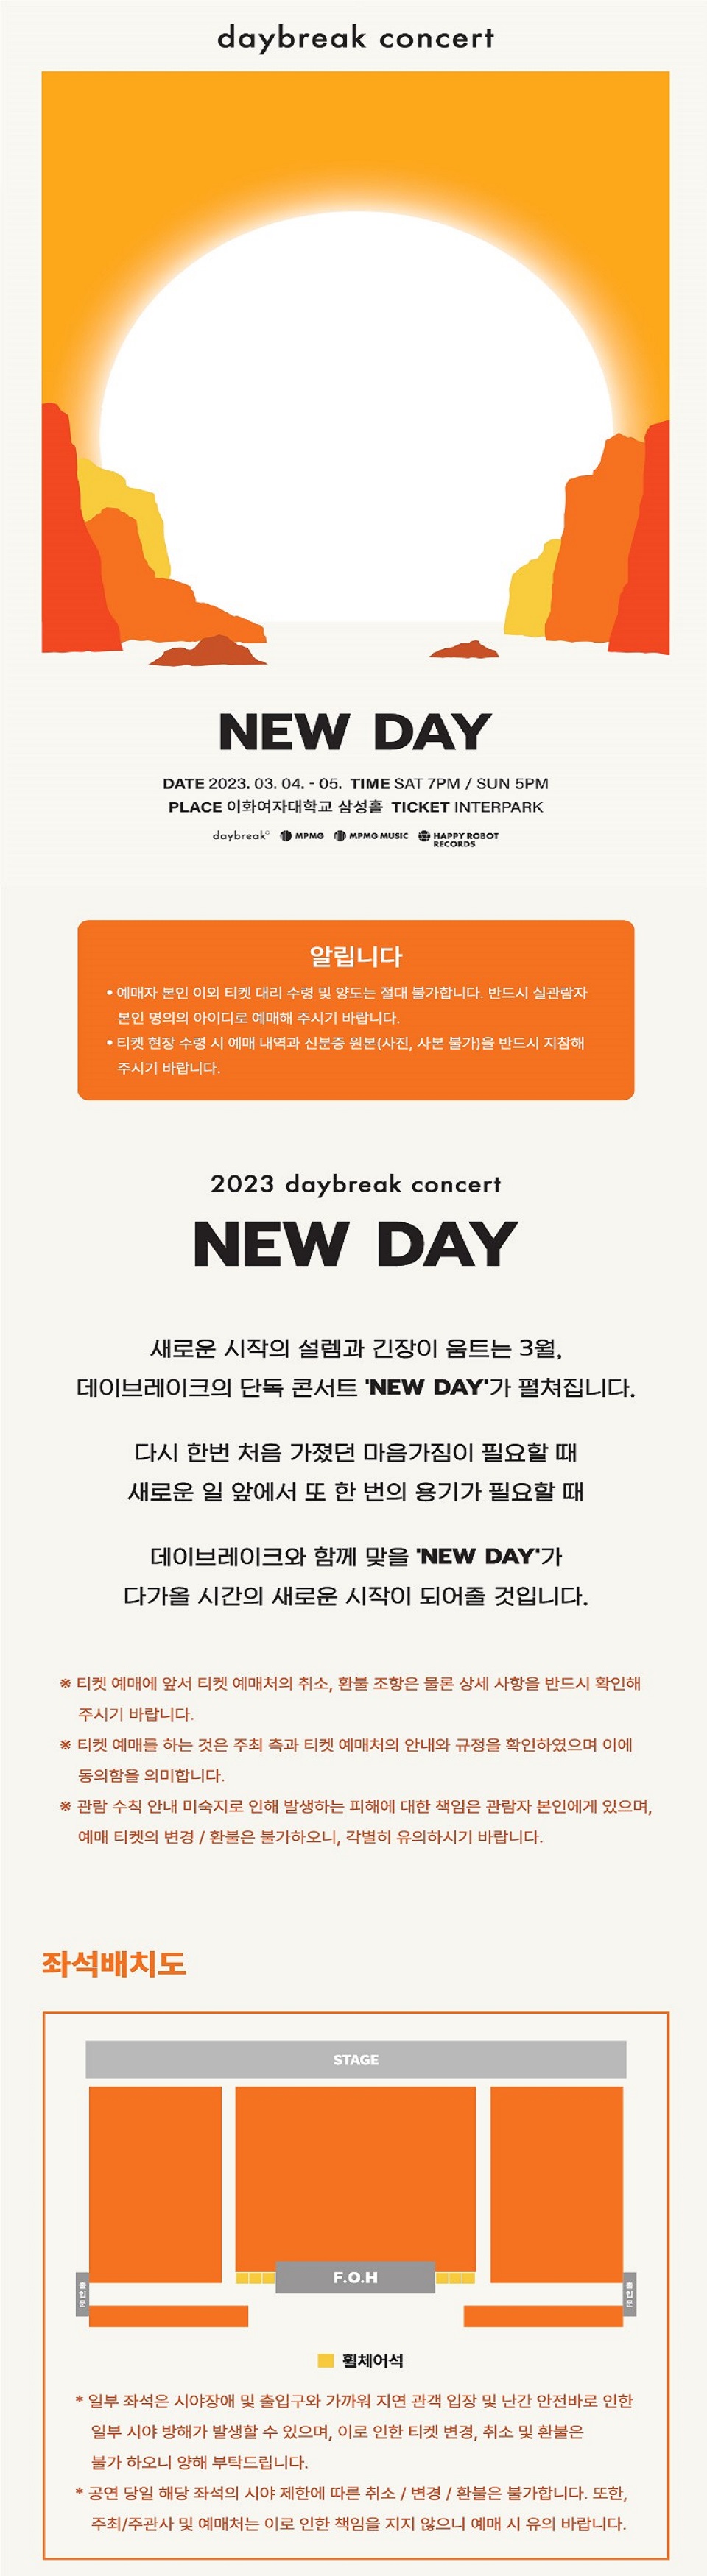 daybreak concert
NEW DAY
DATE 2023. 03. 04. - 05. TIME SAT 7PM / SUN 5PM
PLACE 이화여자대학교 삼성홀 TICKET INTERPARK
daybreak MPMG MPMG MUSIC HAPPY ROBOT
RECORDS
알립니다
• 예매자 본인 이외 티켓 대리 수령 및 양도는 절대 불가합니다. 반드시 실관람자
본인 명의의 아이디로 예매해 주시기 바랍니다.
• 티켓 현장 수령 시 예매 내역과 신분증 원본(사진, 사본 불가)을 반드시 지참해
주시기 바랍니다.
2023 daybreak concert
NEW DAY
새로운 시작의 설렘과 긴장이 움트는 3월,
데이브레이크의 단독 콘서트 'NEW DAY'가 펼쳐집니다.
다시 한번 처음 가졌던 마음가짐이 필요할 때
새로운 일 앞에서 또 한 번의 용기가 필요할 때
데이브레이크와 함께 맞을 'NEW DAY'가
다가올 시간의 새로운 시작이 되어줄 것입니다.
※ 티켓 예매에 앞서 티켓 예매처의 취소, 환불 조항은 물론 상세 사항을 반드시 확인해
주시기 바랍니다.
※ 티켓 예매를 하는 것은 주최 측과 티켓 예매처의 안내와 규정을 확인하였으며 이에
동의함을 의미합니다.
※ 관람 수칙 안내 미숙지로 인해 발생하는 피해에 대한 책임은 관람자 본인에게 있으며,
예매 티켓의 변경 / 환불은 불가하오니, 각별히 유의하시기 바랍니다.
좌석배치도
STAGE
F.O.H
출입문
출입문
휠체어석
* 일부 좌석은 시야장애 및 출입구와 가까워 지연 관객 입장 및 난간 안전바로 인한
일부 시야 방해가 발생할 수 있으며, 이로 인한 티켓 변경, 취소 및 환불은
불가 하오니 양해 부탁드립니다.
* 공연 당일 해당 좌석의 시야 제한에 따른 취소 / 변경 / 환불은 불가합니다. 또한,
주최/주관사 및 예매처는 이로 인한 책임을 지지 않으니 예매 시 유의 바랍니다.